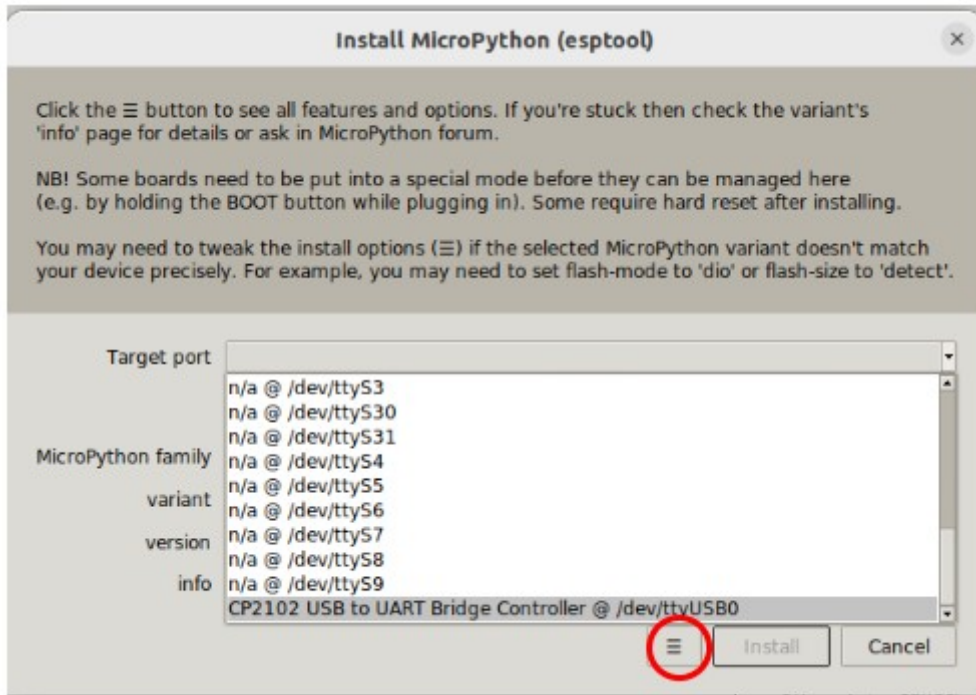 Install MicroPython (esptool)
Click the ☰ button to see all features and options. If you're stuck then check the variant's
'info' page for details or ask in MicroPython forum.
NB! Some boards need to be put into a special mode before they can be managed here
(e.g. by holding the BOOT button while plugging in). Some require hard reset after installing.
You may need to tweak the install options (☰) if the selected MicroPython variant doesn't match
your device precisely. For example, you may need to set flash-mode to 'dio' or flash-size to 'detect'.
Target port
n/a @ /dev/ttyS3
n/a @ /dev/ttyS30
n/a @ /dev/ttyS31
MicroPython family
n/a @ /dev/ttyS4
n/a @ /dev/ttyS5
variant
n/a @ /dev/ttyS6
n/a @ /dev/ttyS7
version
n/a @ /dev/ttyS8
info
n/a @ /dev/ttyS9
CP2102 USB to UART Bridge Controller @ /dev/ttyUSB0
☰ Install Cancel